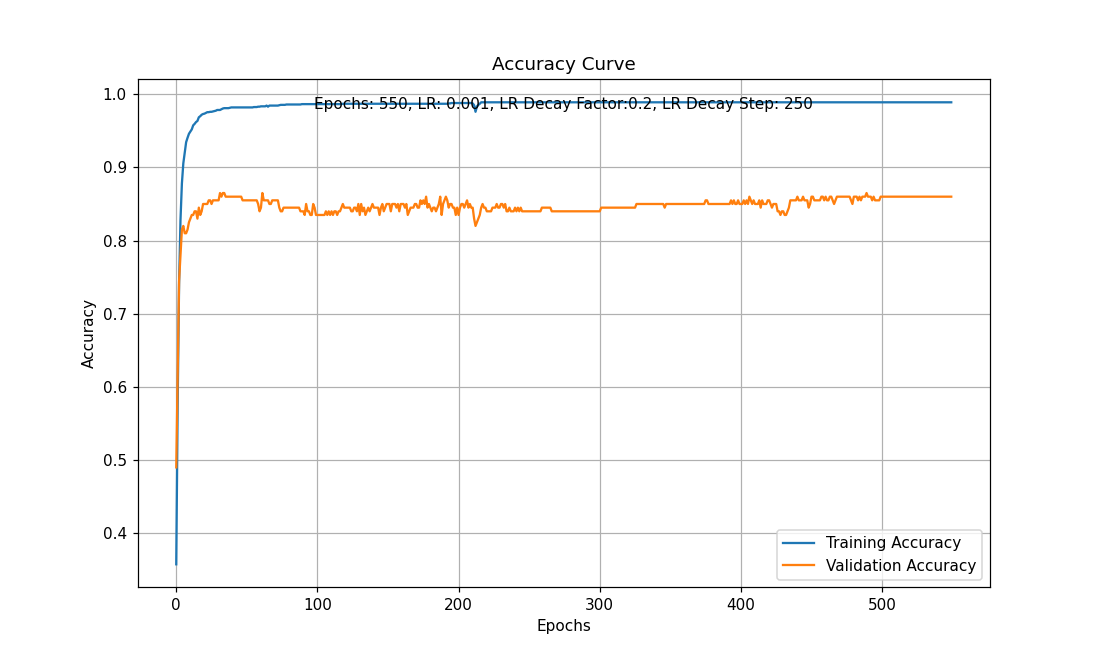 Accuracy Curve
Epochs: 550, LR: 0.001, LR Decay Factor:0.2, LR Decay Step: 250
1.0
0.9
0.8
0.7
0.6
0.5
0.4
Accuracy
Training Accuracy
Validation Accuracy
0 100 200 300 400 500
Epochs